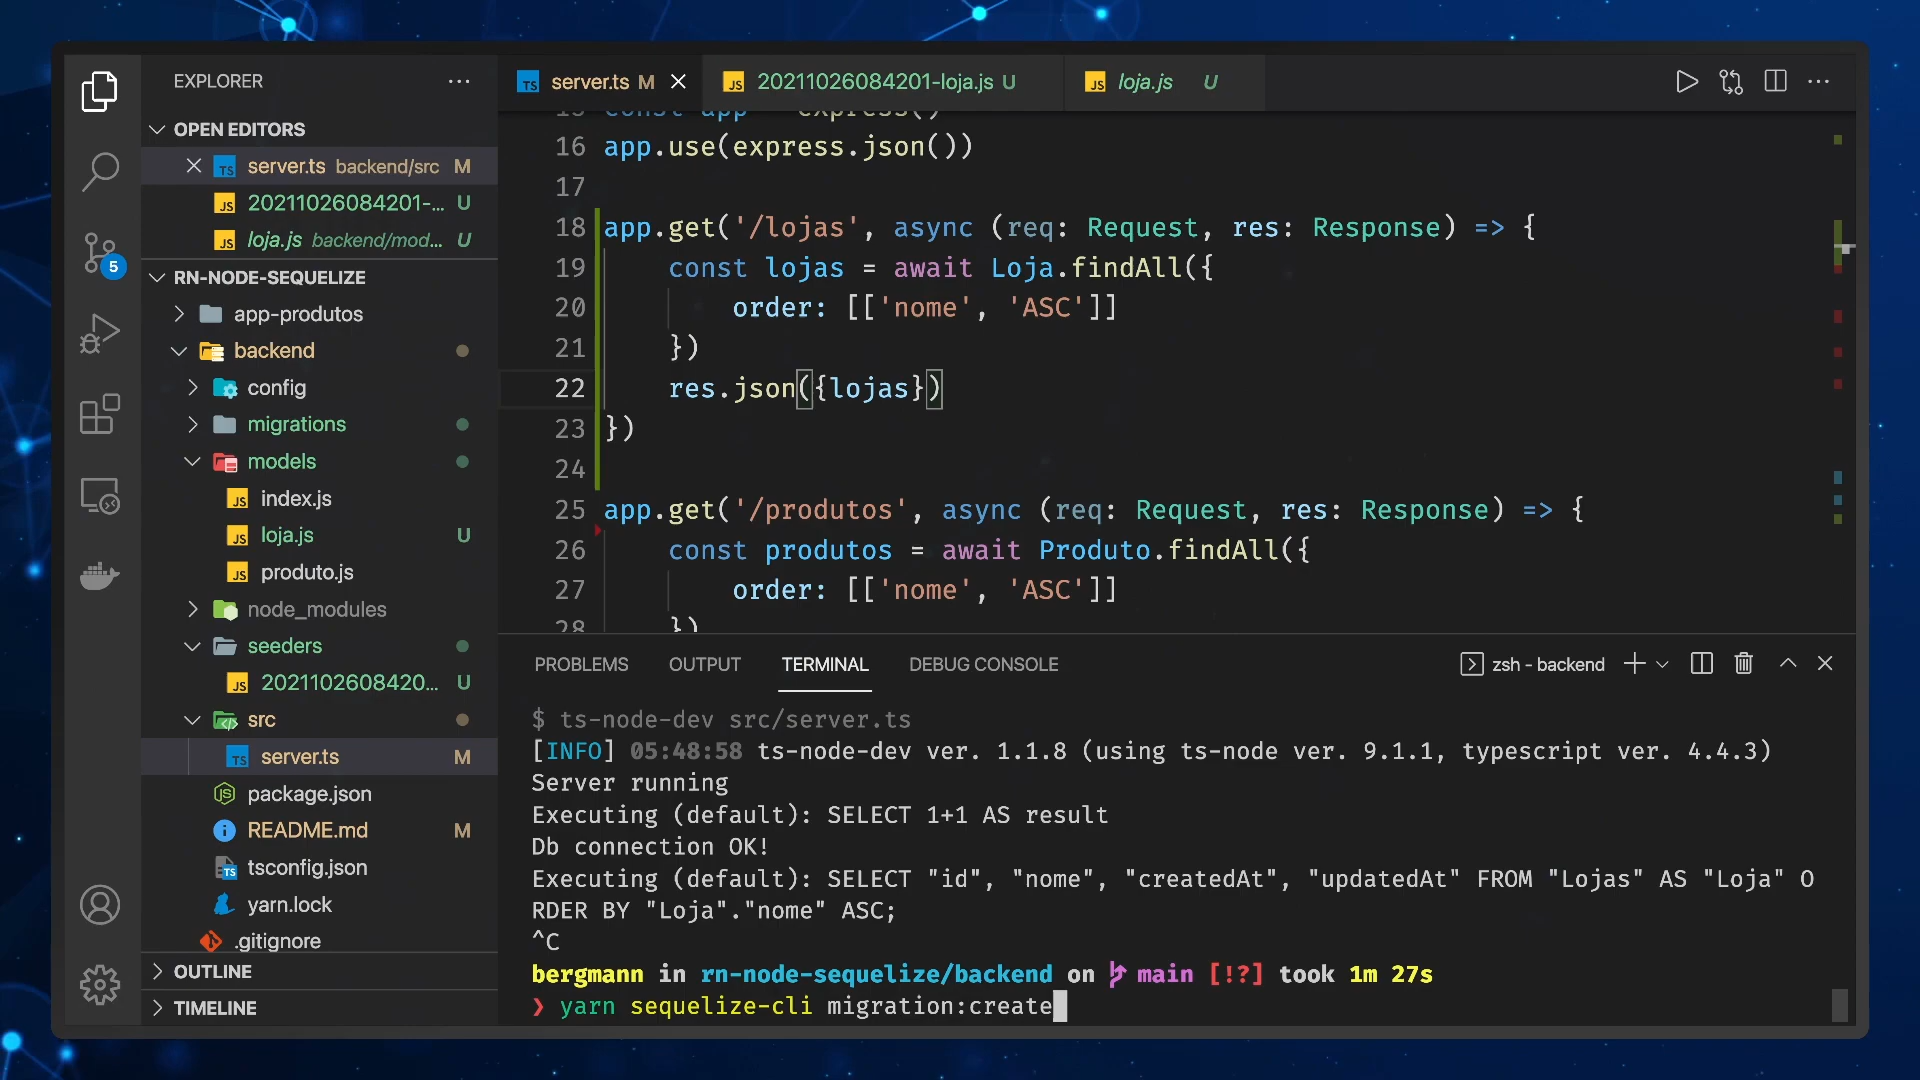 EXPLORER
OPEN EDITORS
server.ts backend/src M
20211026084201-... U
loja.js backend/mod... U
RN-NODE-SEQUELIZE
app-produtos
backend
config
migrations
models
index.js
loja.js U
produto.js
node_modules
seeders
2021102608420... U
src
server.ts M
package.json
README.md M
tsconfig.json
yarn.lock
.gitignore
OUTLINE
TIMELINE
5
server.ts M
20211026084201-loja.js U
loja.js U
15 const app = express()
16 app.use(express.json())
17
18 app.get('/lojas', async (req: Request, res: Response) => {
19 const lojas = await Loja.findAll({
20 order: [['nome', 'ASC']]
21 })
22 res.json({lojas})
23 })
24
25 app.get('/produtos', async (req: Request, res: Response) => {
26 const produtos = await Produto.findAll({
27 order: [['nome', 'ASC']]
28 })
PROBLEMS OUTPUT TERMINAL DEBUG CONSOLE
zsh - backend
$ ts-node-dev src/server.ts
[INFO] 05:48:58 ts-node-dev ver. 1.1.8 (using ts-node ver. 9.1.1, typescript ver. 4.4.3)
Server running
Executing (default): SELECT 1+1 AS result
Db connection OK!
Executing (default): SELECT "id", "nome", "createdAt", "updatedAt" FROM "Lojas" AS "Loja" O
RDER BY "Loja"."nome" ASC;
^C
bergmann in rn-node-sequelize/backend on main [!?] took 1m 27s
❯ yarn sequelize-cli migration:create